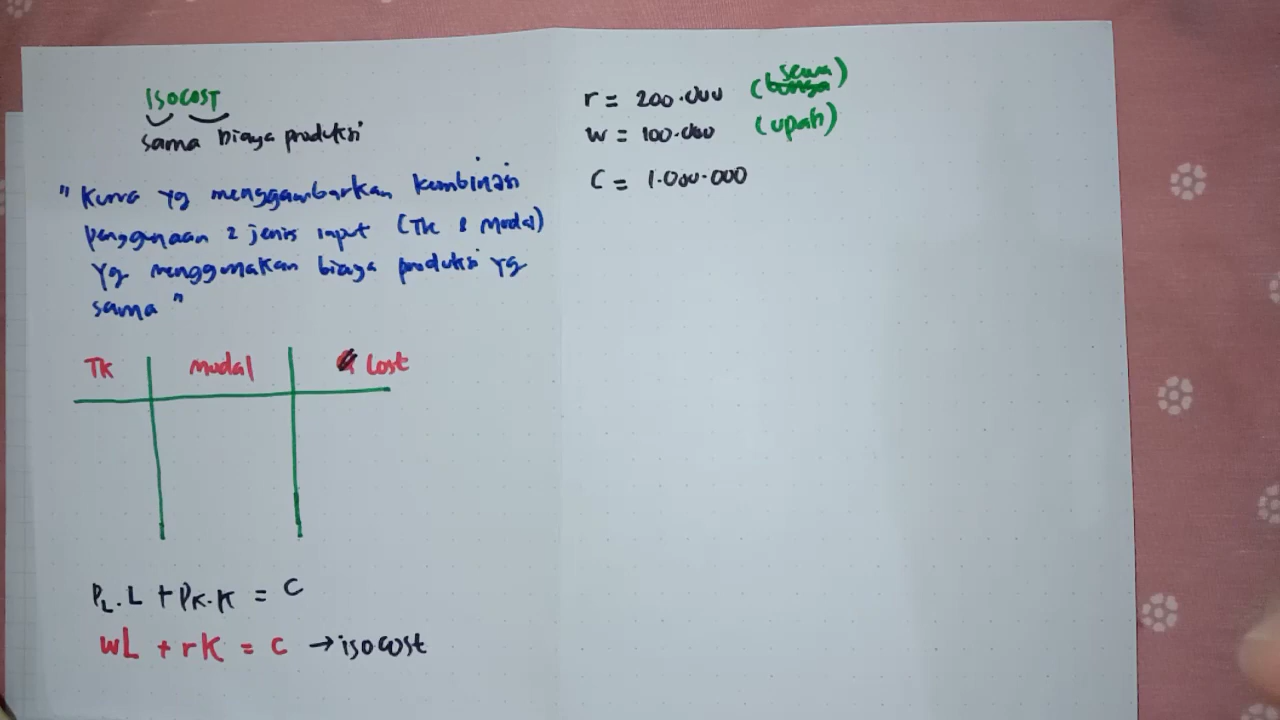 isocost
sama biaya produksi
"Kurva yg menggambarkan kombinasi
penggunaan 2 jenis input (TK & Modal)
yg menggunakan biaya produksi yg
sama"
TK modal Cost
PL.L + PK.K = C
wL + rK = C → isocost
r = 200.000 (sewa)
w = 100.000 (upah)
C = 1.000.000